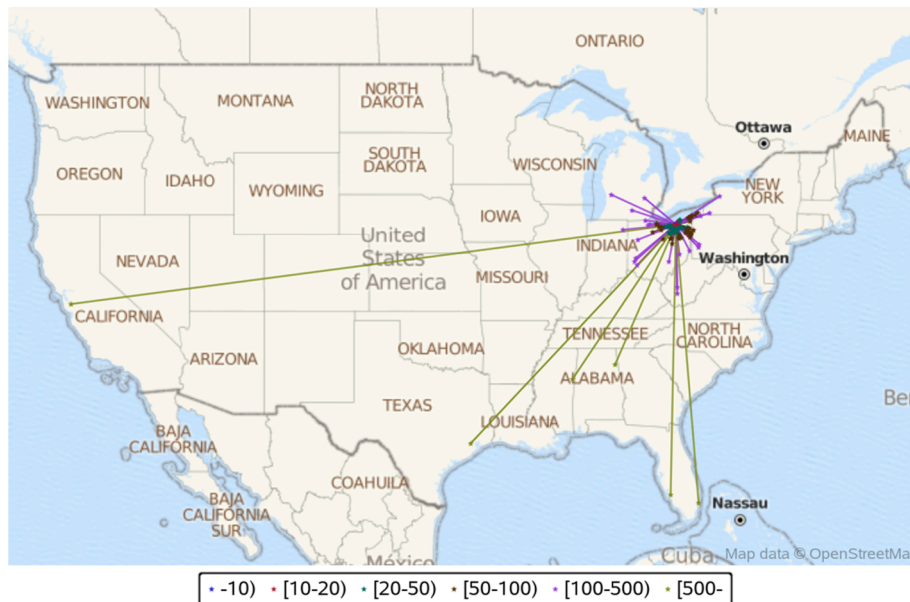 ONTARIO
WASHINGTON
MONTANA
NORTH
DAKOTA
Ottawa
MAINE
OREGON
IDAHO
SOUTH
DAKOTA
WISCONSIN
WYOMING
NEW
YORK
IOWA
United
States
of America
INDIANA
NEVADA
Washington
MISSOURI
CALIFORNIA
TENNESSEE
NORTH
CAROLINA
OKLAHOMA
ARIZONA
ALABAMA
TEXAS
LOUISIANA
Be
BAJA
CALIFORNIA
COAHUILA
BAJA
CALIFORNIA
SUR
Nassau
México
Cuba
Map data © OpenStreetMa
-10) [10-20) [20-50) [50-100) [100-500) [500-